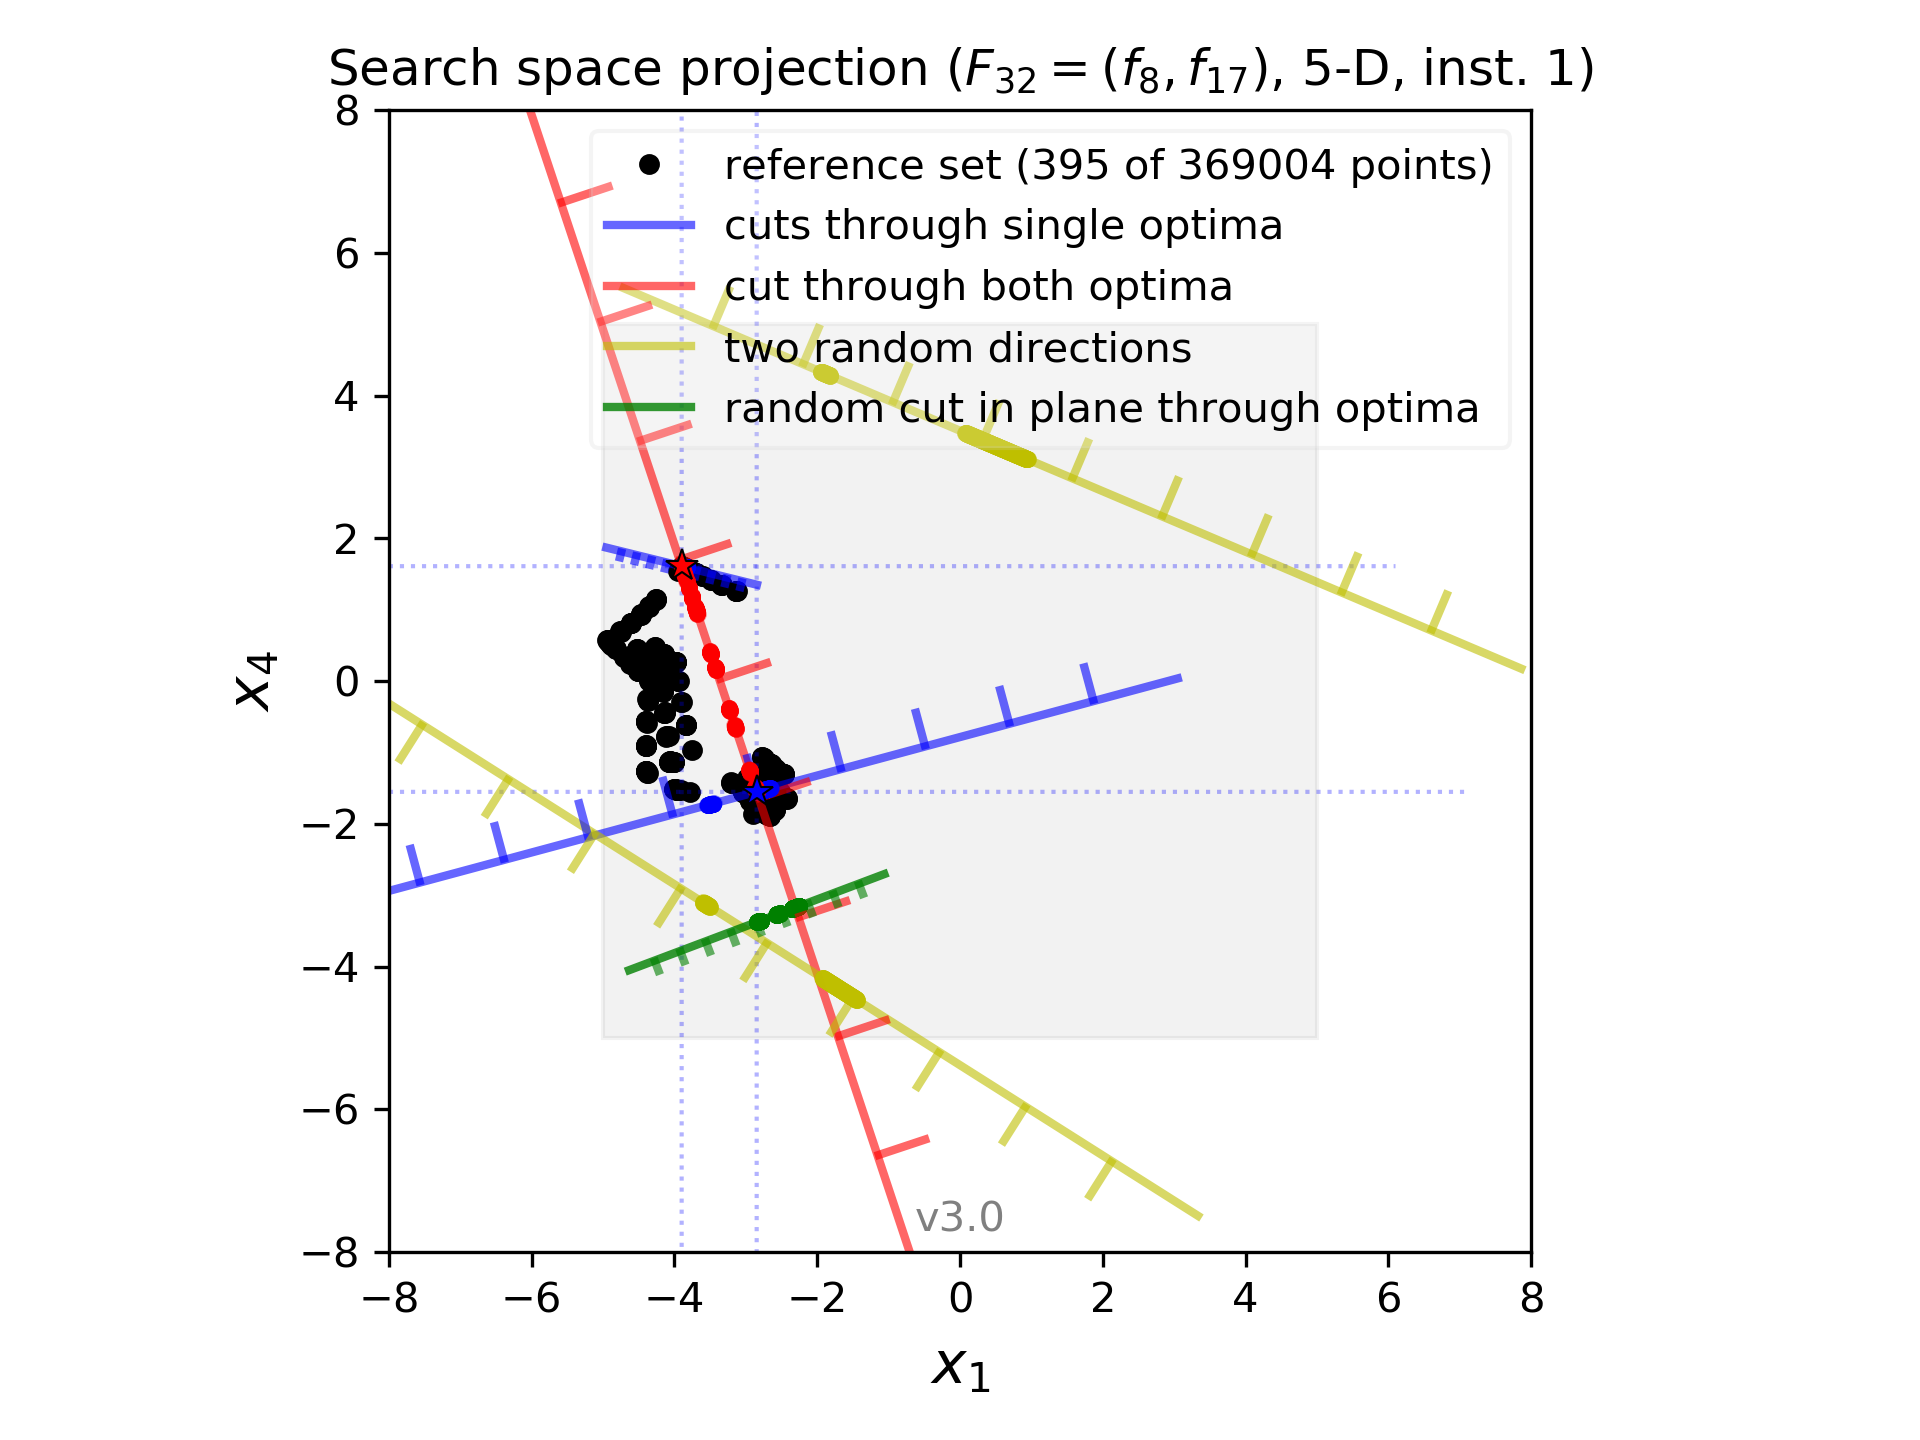 Search space projection (F32 = (f8, f17), 5-D, inst. 1)
reference set (395 of 369004 points)
cuts through single optima
cut through both optima
two random directions
random cut in plane through optima
8
6
4
2
0
−2
−4
−6
−8
x4
v3.0
−8 −6 −4 −2 0 2 4 6 8
x1